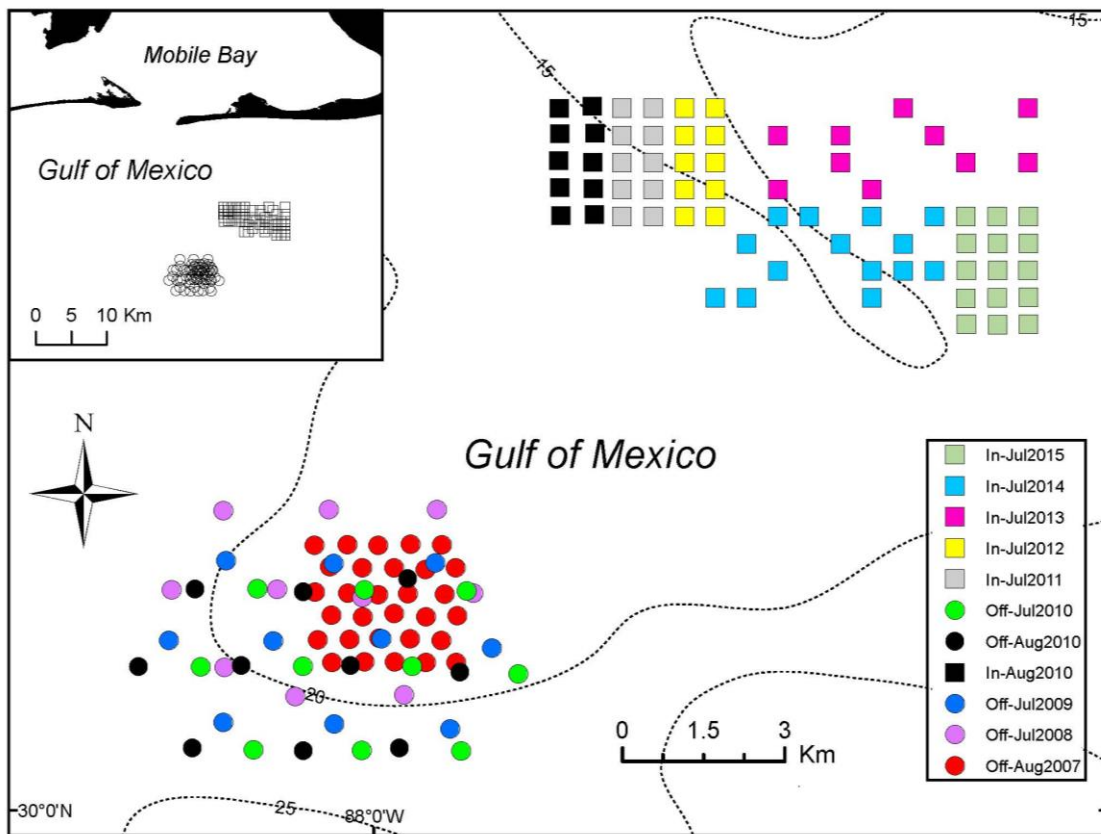 Mobile Bay
Gulf of Mexico
0 5 10 Km
15
15
N
Gulf of Mexico
In-Jul2015
In-Jul2014
In-Jul2013
In-Jul2012
In-Jul2011
Off-Jul2010
Off-Aug2010
In-Aug2010
Off-Jul2009
Off-Jul2008
Off-Aug2007
20
0 1.5 3
Km
30°0'N
25
88°0'W